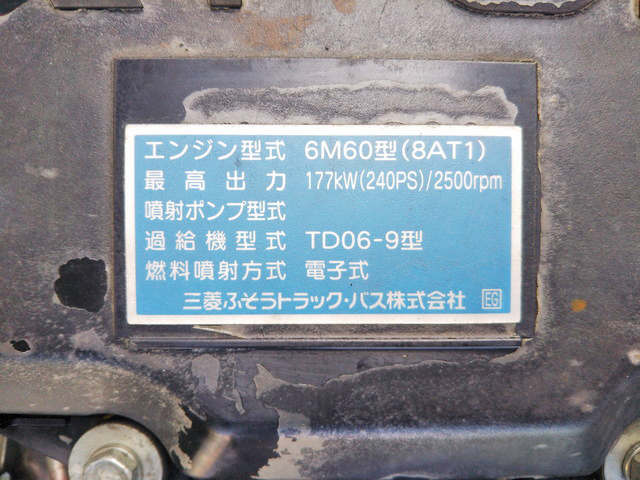 エンジン型式 6M60型(8AT1)
最高出力 177kW(240PS)/2500rpm
噴射ポンプ型式
過給機型式 TD06-9型
燃料噴射方式 電子式
三菱ふそうトラック・バス株式会社 EG